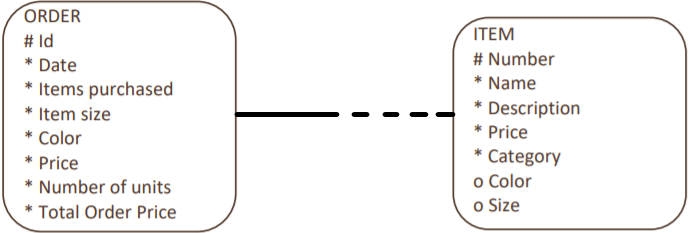 ORDER
# Id
* Date
* Items purchased
* Item size
* Color
* Price
* Number of units
* Total Order Price
ITEM
# Number
* Name
* Description
* Price
* Category
o Color
o Size